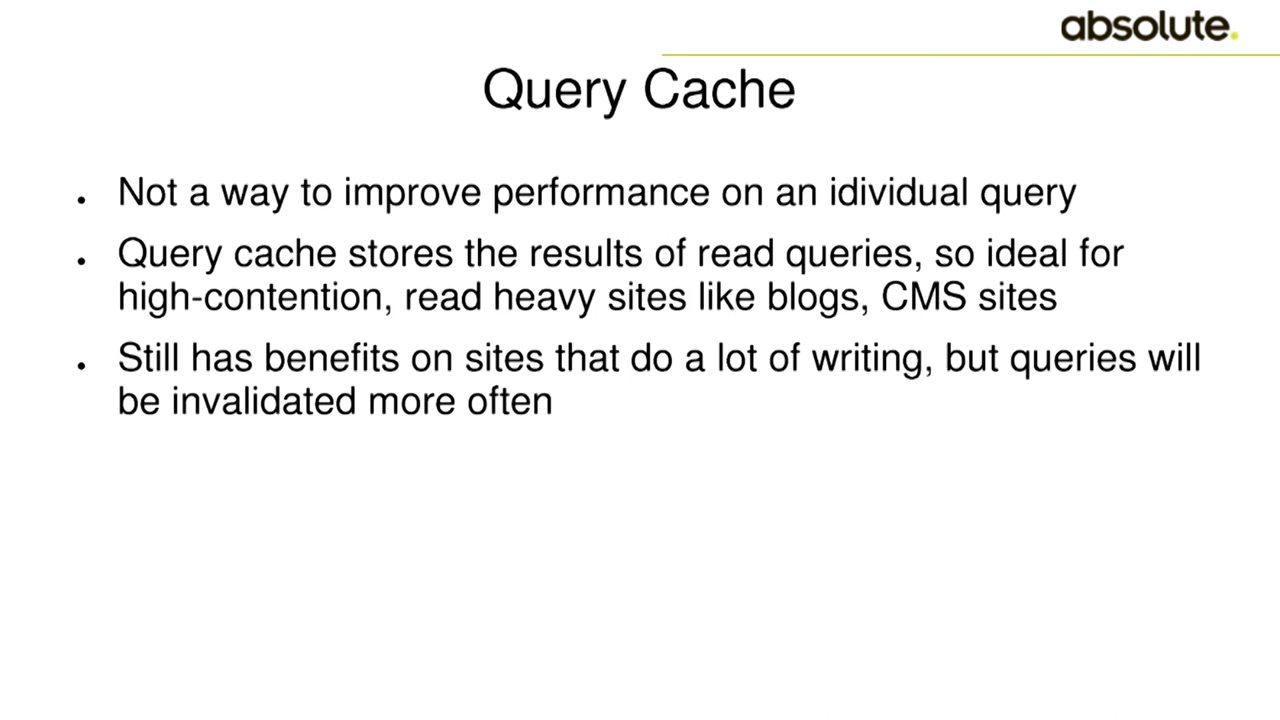 absolute.
Query Cache
Not a way to improve performance on an idividual query
Query cache stores the results of read queries, so ideal for
high-contention, read heavy sites like blogs, CMS sites
Still has benefits on sites that do a lot of writing, but queries will
be invalidated more often